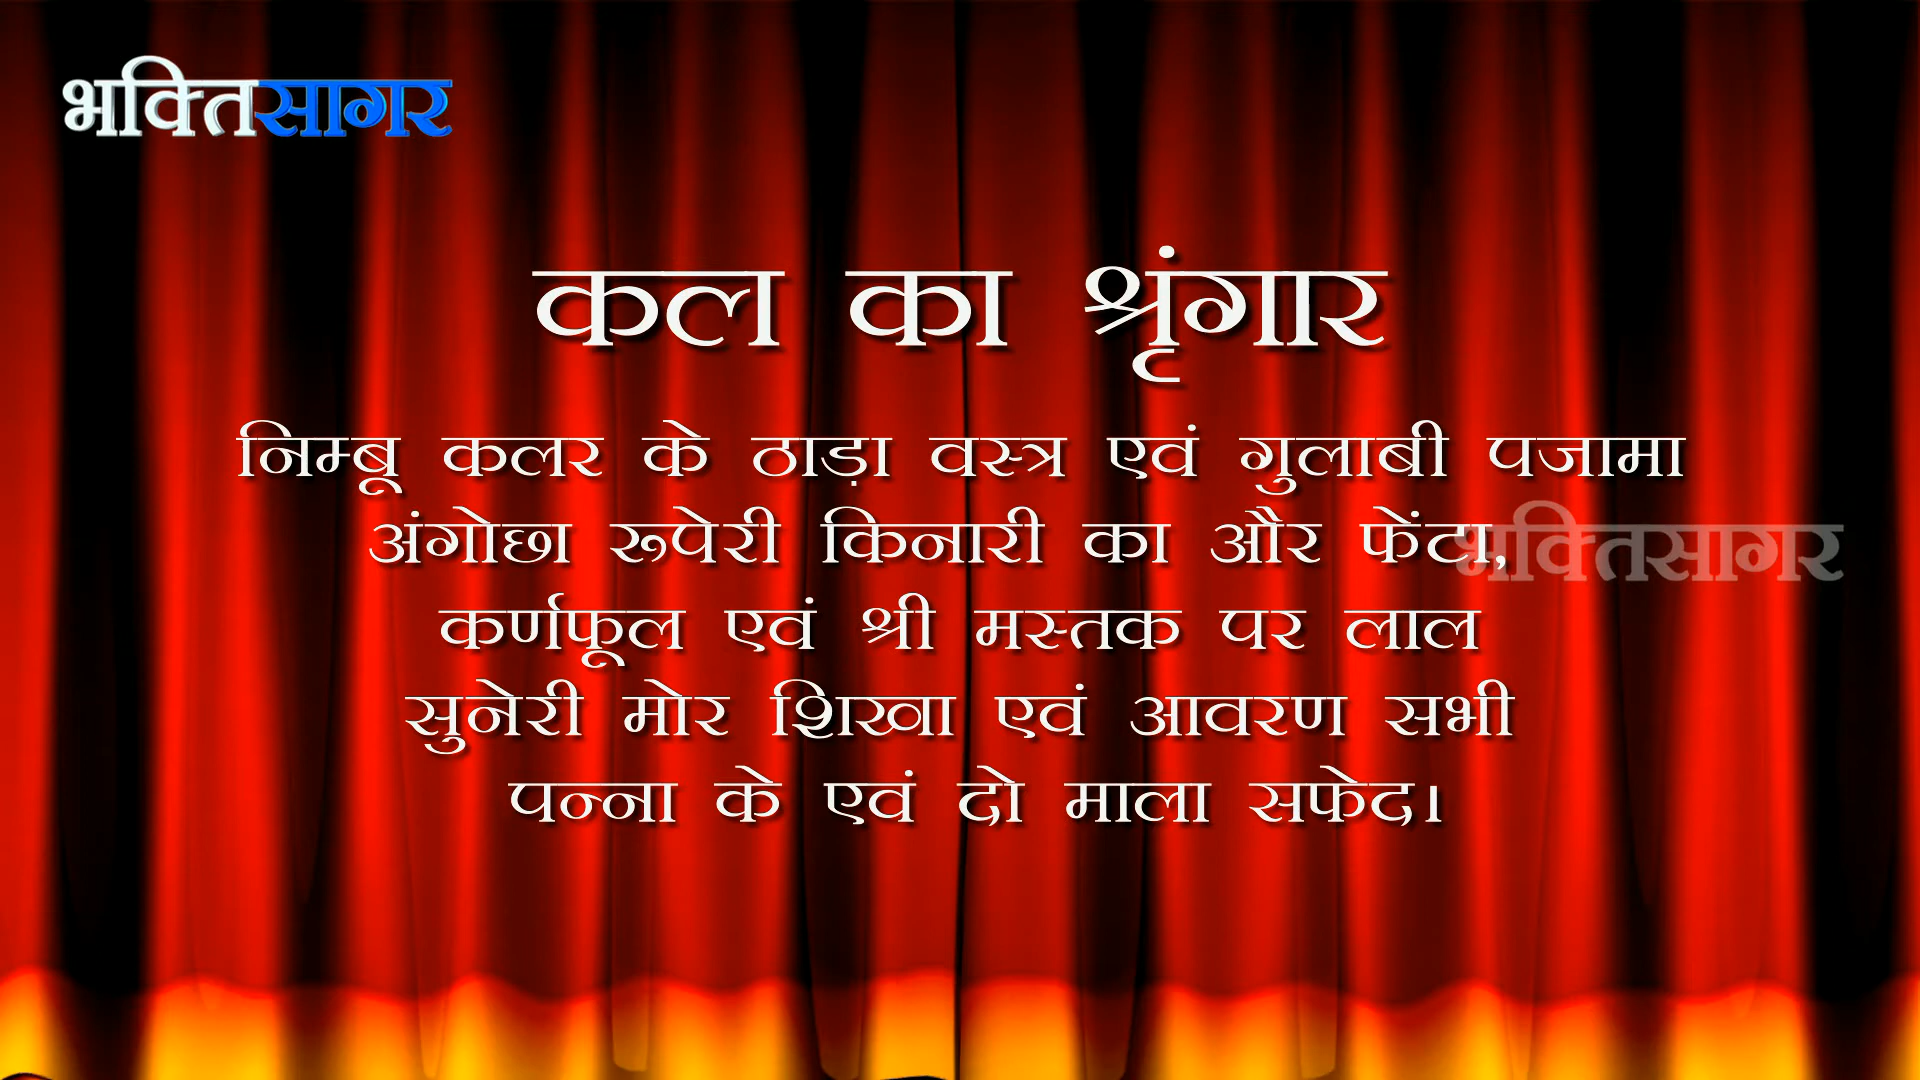 भक्तिसागर
कल का श्रृंगार
निम्बू कलर के ठाड़ा वस्त्र एवं गुलाबी पजामा
अंगोछा रूपेरी किनारी का और फेंटा,
भक्तिसागर
कर्णफूल एवं श्री मस्तक पर लाल
सुनेरी मोर शिखा एवं आवरण सभी
पन्ना के एवं दो माला सफेद।